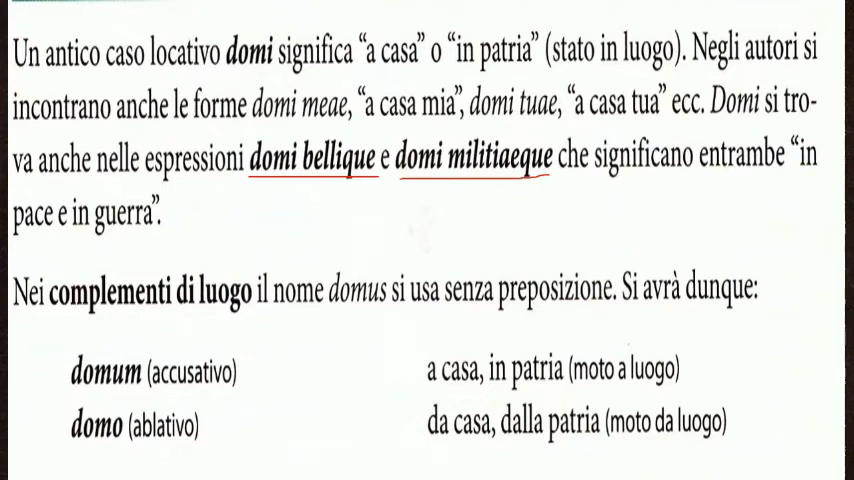 Un antico caso locativo domi significa “a casa” o “in patria” (stato in luogo). Negli autori si
incontrano anche le forme domi meae, “a casa mia”, domi tuae, “a casa tua” ecc. Domi si tro-
va anche nelle espressioni domi bellique e domi militiaeque che significano entrambe “in
pace e in guerra”.
Nei complementi di luogo il nome domus si usa senza preposizione. Si avrà dunque:
domum (accusativo) a casa, in patria (moto a luogo)
domo (ablativo) da casa, dalla patria (moto da luogo)